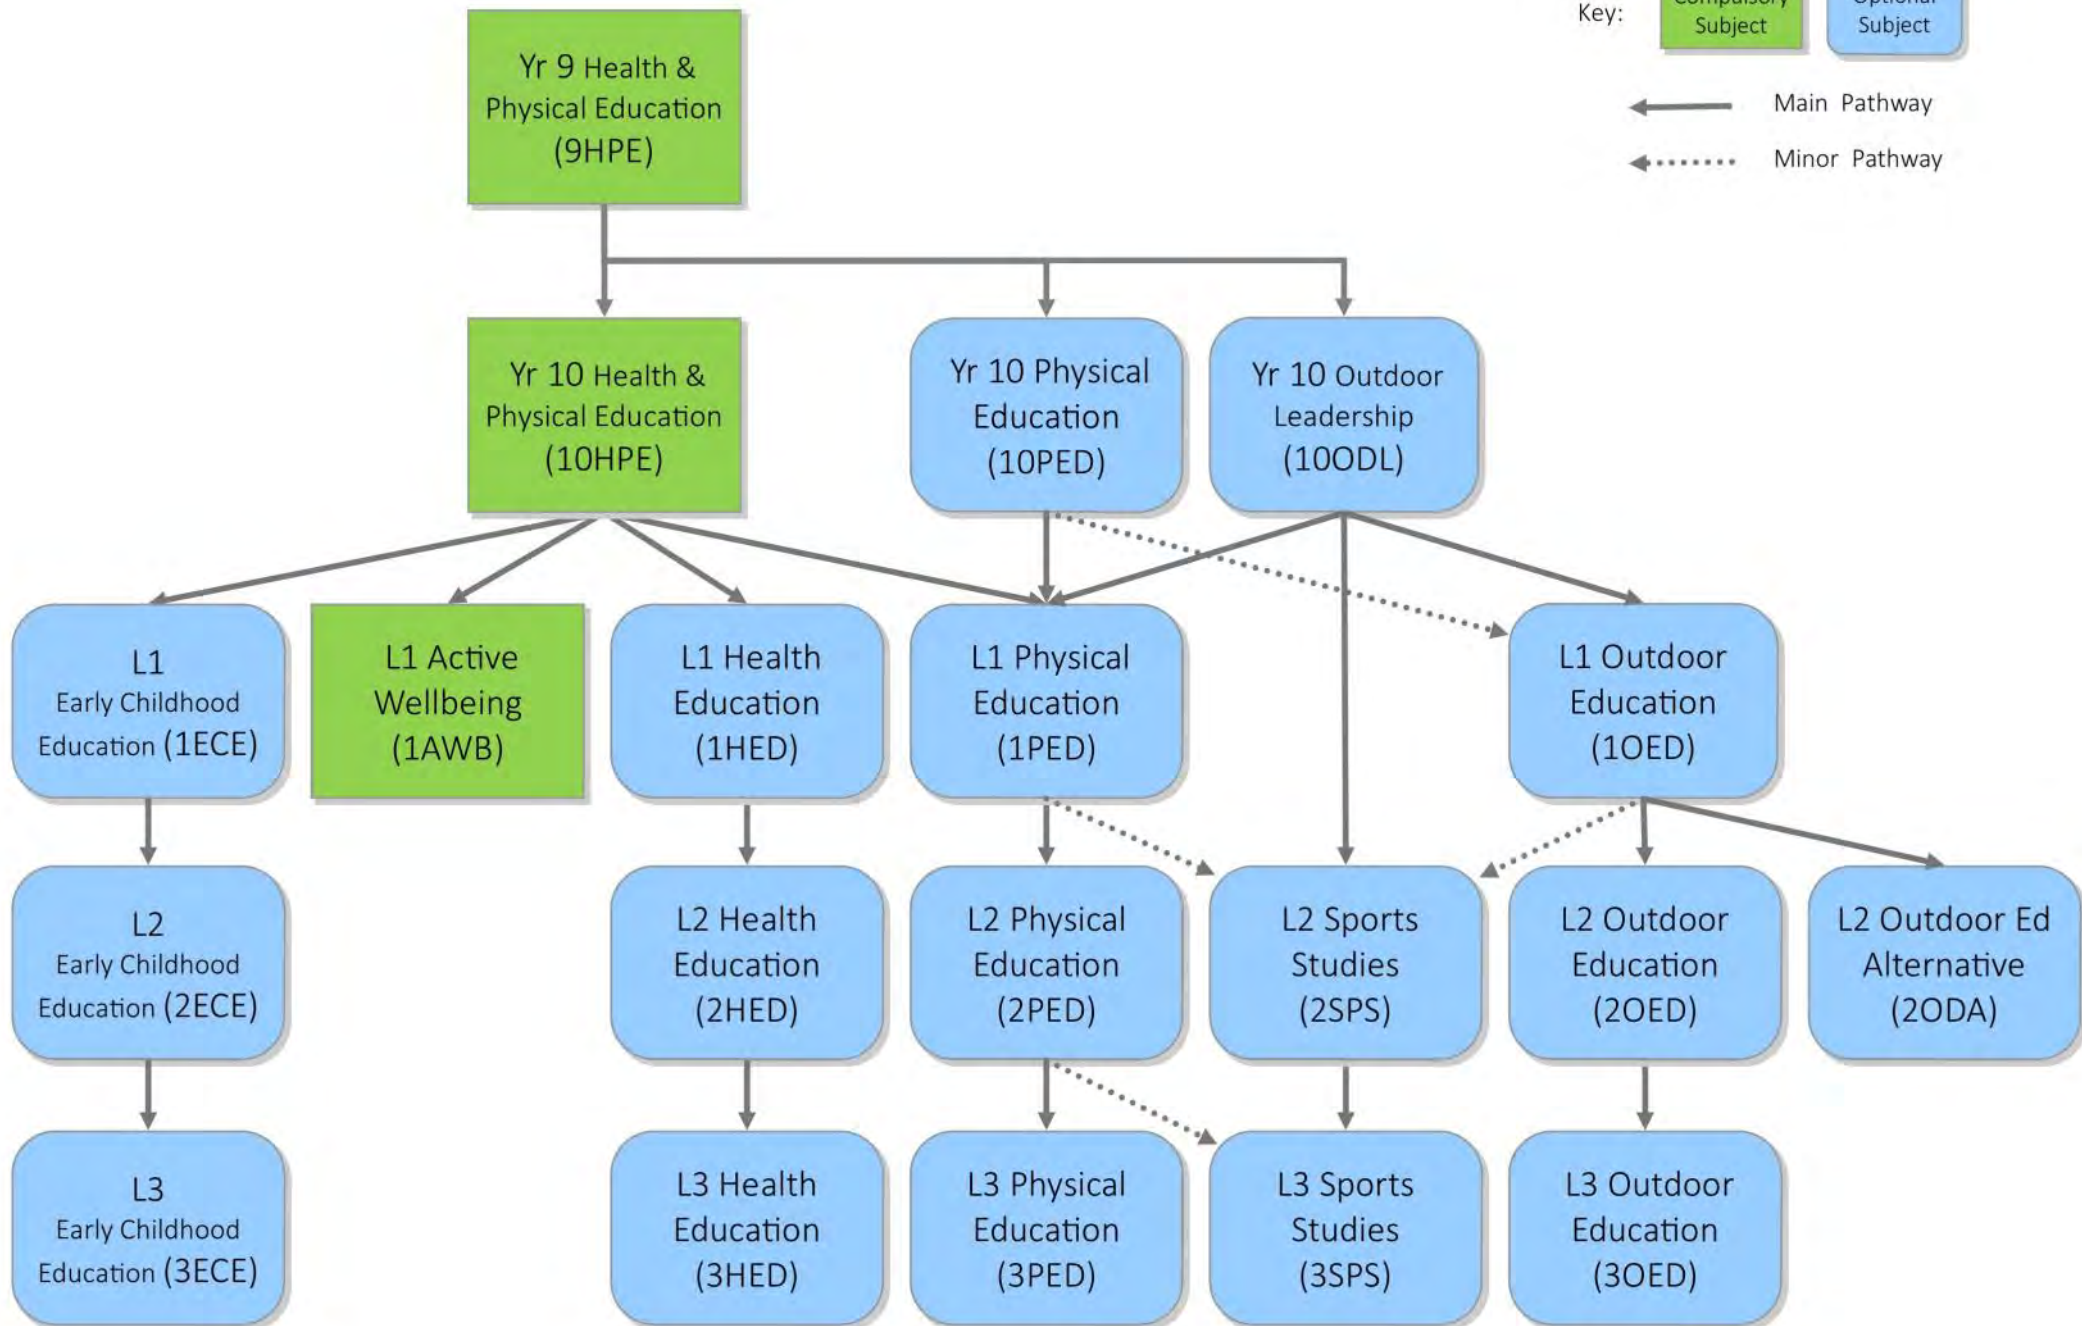 Key:
Compulsory
Subject
Optional
Subject
Main Pathway
Minor Pathway
Yr 9 Health &
Physical Education
(9HPE)
Yr 10 Health &
Physical Education
(10HPE)
Yr 10 Physical
Education
(10PED)
Yr 10 Outdoor
Leadership
(10ODL)
L1
Early Childhood
Education (1ECE)
L1 Active
Wellbeing
(1AWB)
L1 Health
Education
(1HED)
L1 Physical
Education
(1PED)
L1 Outdoor
Education
(1OED)
L2
Early Childhood
Education (2ECE)
L2 Health
Education
(2HED)
L2 Physical
Education
(2PED)
L2 Sports
Studies
(2SPS)
L2 Outdoor
Education
(2OED)
L2 Outdoor Ed
Alternative
(2ODA)
L3
Early Childhood
Education (3ECE)
L3 Health
Education
(3HED)
L3 Physical
Education
(3PED)
L3 Sports
Studies
(3SPS)
L3 Outdoor
Education
(3OED)